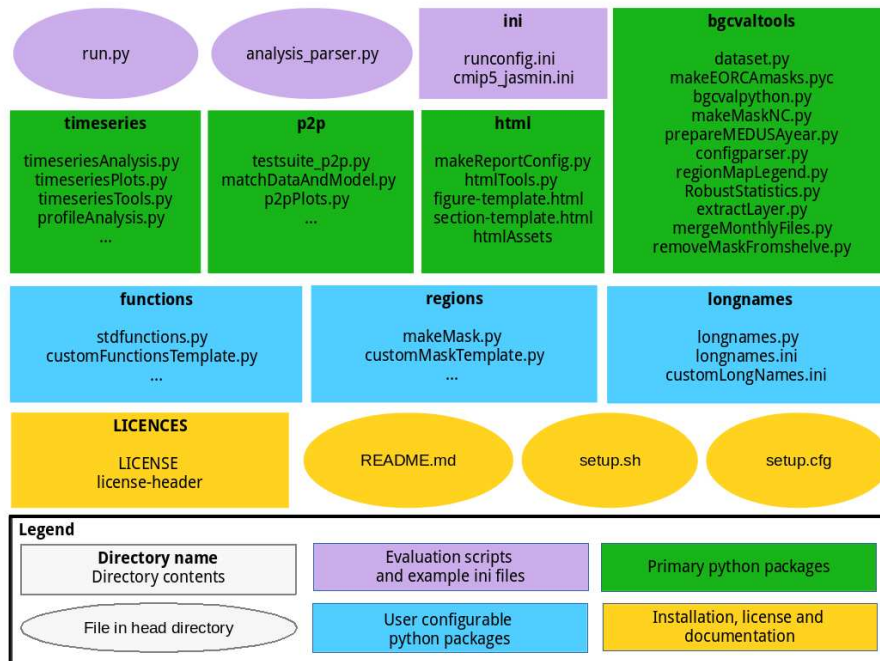 run.py
analysis_parser.py
ini
runconfig.ini
cmip5_jasmin.ini
bgcvaltools
dataset.py
makeEORCAmasks.pyc
bgcvalpython.py
makeMaskNC.py
prepareMEDUSAyear.py
configparser.py
regionMapLegend.py
RobustStatistics.py
extractLayer.py
mergeMonthlyFiles.py
removeMaskFromshelve.py
timeseries
timeseriesAnalysis.py
timeseriesPlots.py
timeseriesTools.py
profileAnalysis.py
...
p2p
testsuite_p2p.py
matchDataAndModel.py
p2pPlots.py
...
html
makeReportConfig.py
htmlTools.py
figure-template.html
section-template.html
htmlAssets
functions
stdfunctions.py
customFunctionsTemplate.py
...
regions
makeMask.py
customMaskTemplate.py
...
longnames
longnames.py
longnames.ini
customLongNames.ini
LICENCES
LICENSE
license-header
README.md
setup.sh
setup.cfg
Legend
Directory name
Directory contents
Evaluation scripts
and example ini files
Primary python packages
File in head directory
User configurable
python packages
Installation, license and
documentation